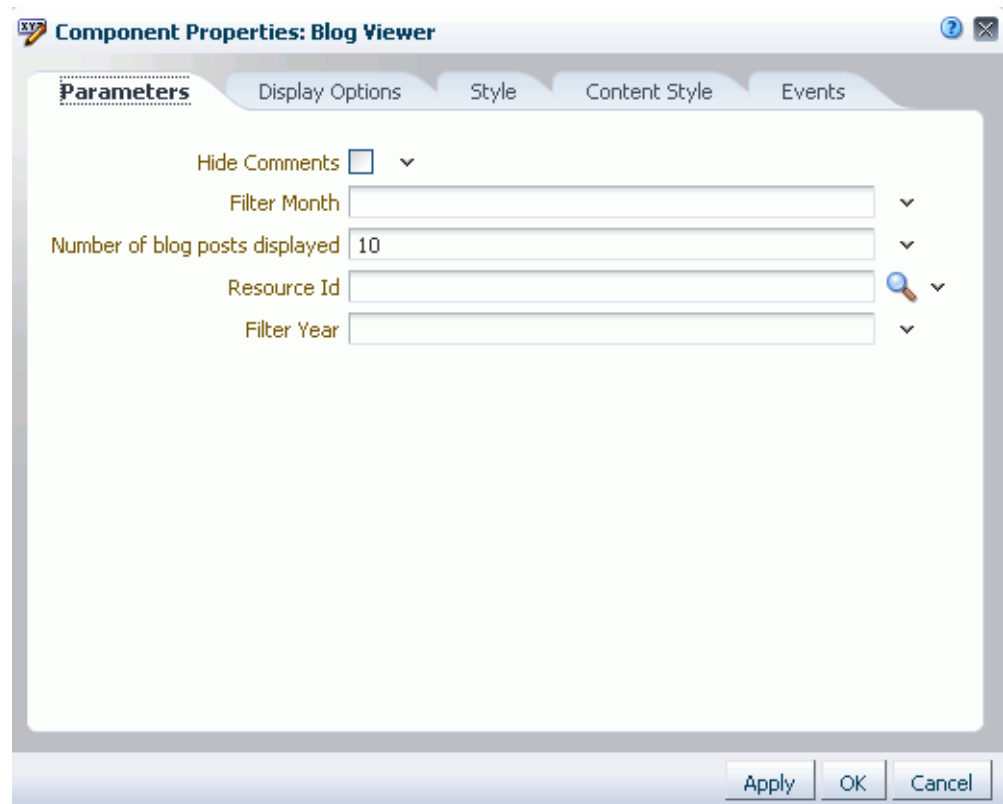 Component Properties: Blog Viewer
Parameters Display Options Style Content Style Events
Hide Comments
Filter Month
Number of blog posts displayed 10
Resource Id
Filter Year
Apply OK Cancel